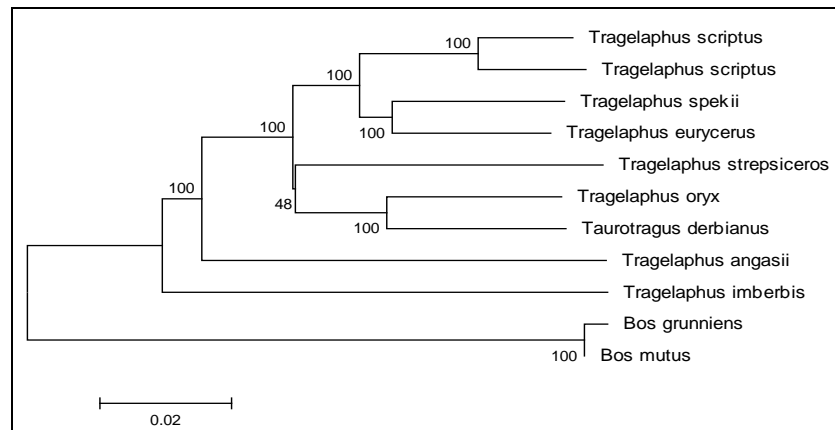 100
Tragelaphus scriptus
Tragelaphus scriptus
100
Tragelaphus spekii
100
Tragelaphus eurycerus
100
Tragelaphus strepsiceros
100
Tragelaphus oryx
48
100
Taurotragus derbianus
Tragelaphus angasii
Tragelaphus imberbis
Bos grunniens
100
Bos mutus
0.02